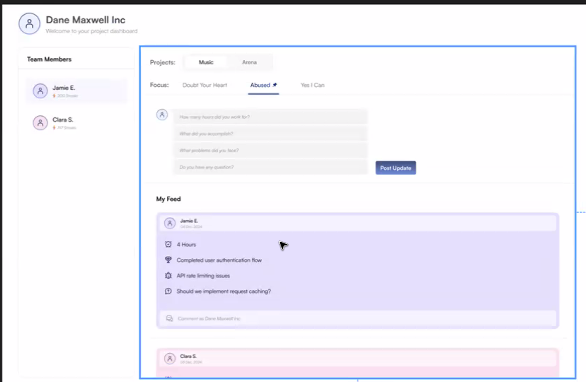 Dane Maxwell Inc
Welcome to your project dashboard
Team Members
Jamie E.
Clara S.
Projects: Music Arena
Focus: Doubt Your Heart Abused Yes I Can
How many hours did you work for?
What did you accomplish?
What problems did you face?
Do you have any question?
Post Update
My Feed
Jamie E.
4 Hours
Completed user authentication flow
API rate limiting issues
Should we implement request caching?
Comment as Dane Maxwell Inc.
Clara S.